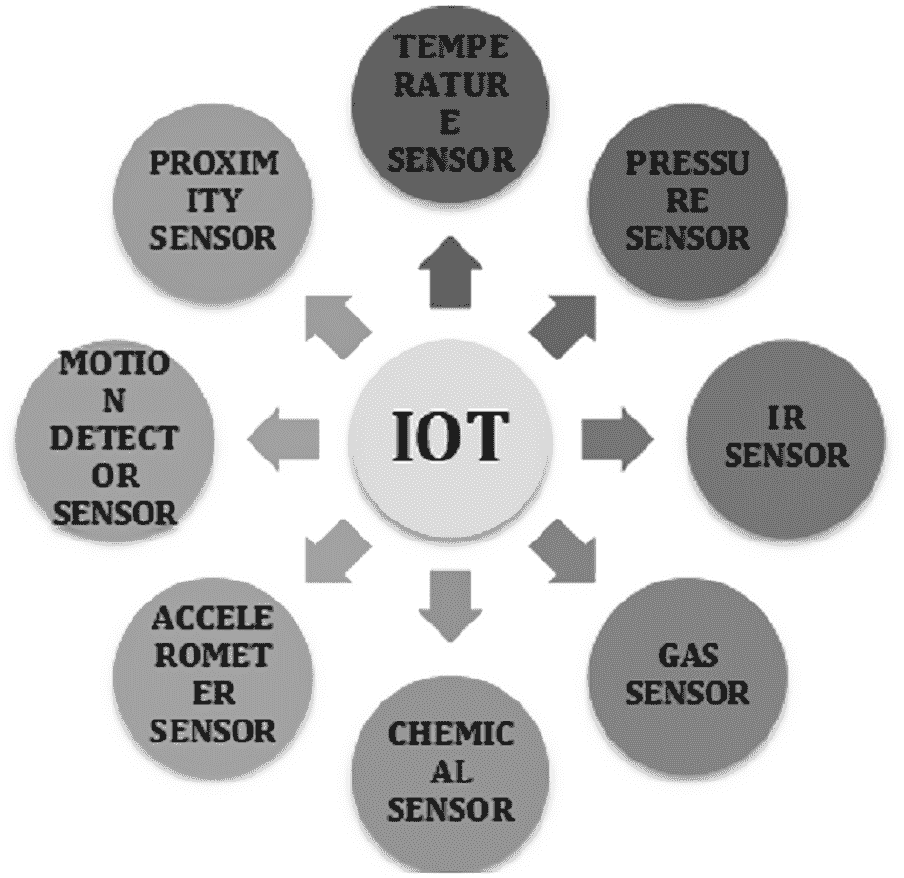 TEMPE
RATUR
E
SENSOR
PRESSU
RE
SENSOR
IR
SENSOR
GAS
SENSOR
CHEMIC
AL
SENSOR
ACCELE
ROMET
ER
SENSOR
MOTIO
N
DETECT
OR
SENSOR
PROXIM
ITY
SENSOR
IOT